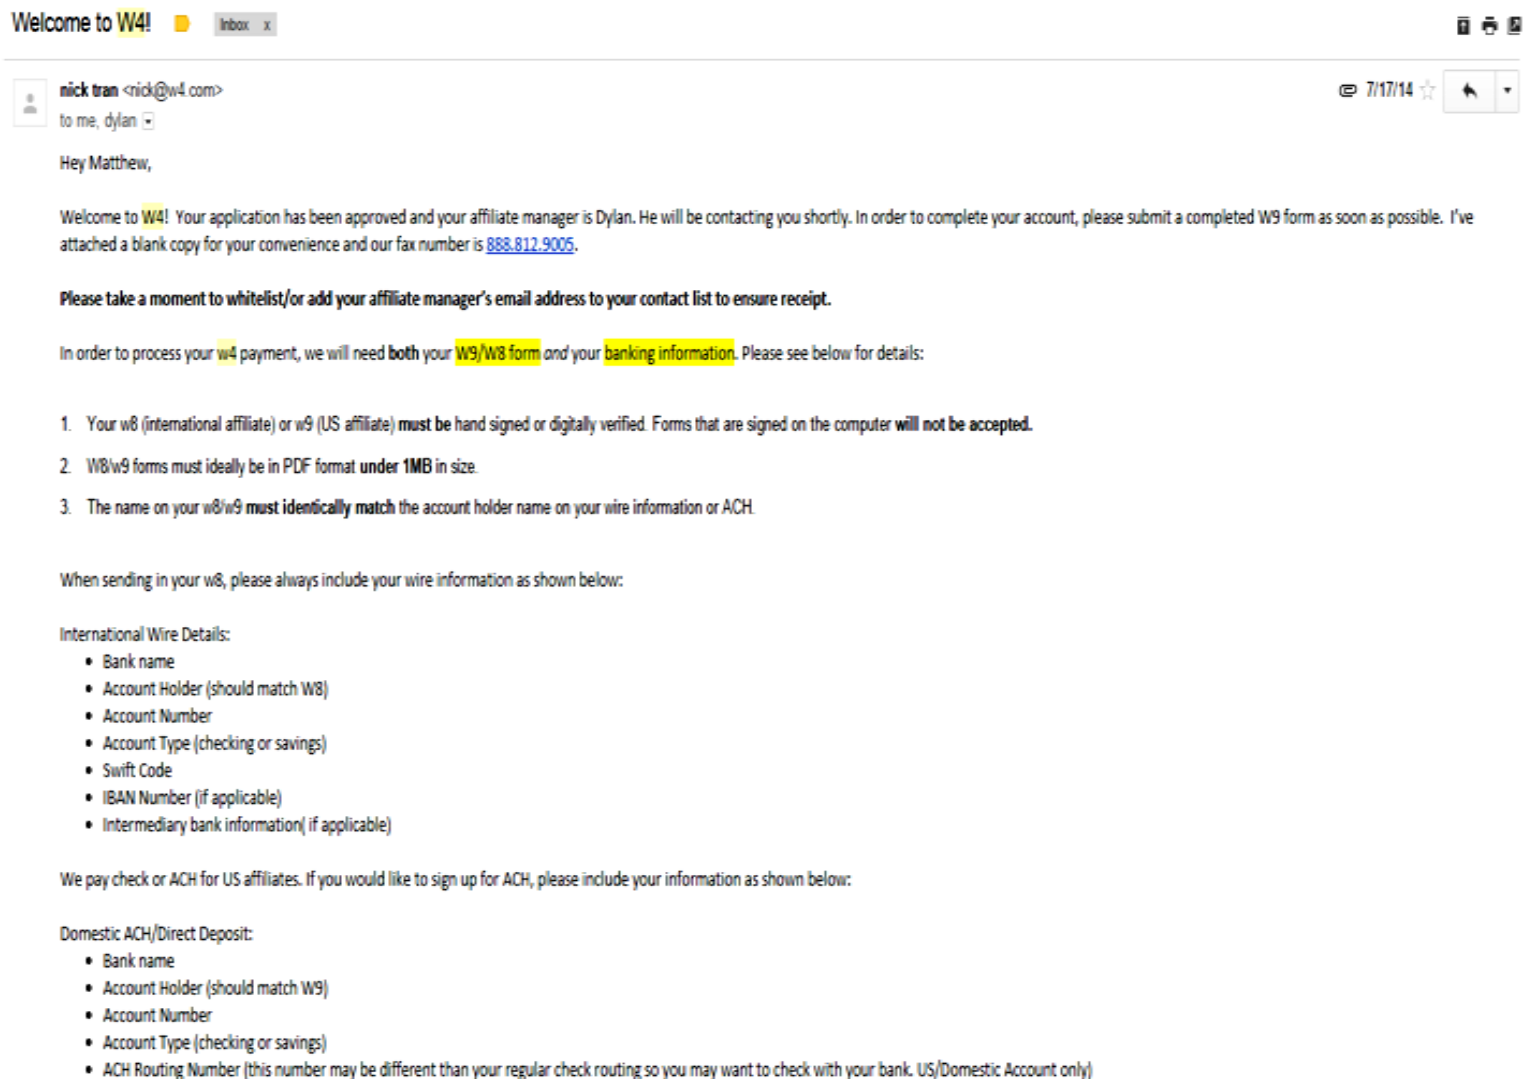 Welcome to W4!
Inbox x
nick tran <nick@w4.com>
7/17/14
to me, dylan
Hey Matthew,
Welcome to W4! Your application has been approved and your affiliate manager is Dylan. He will be contacting you shortly. In order to complete your account, please submit a completed W9 form as soon as possible. I've
attached a blank copy for your convenience and our fax number is 888.812.9005.
Please take a moment to whitelist/or add your affiliate manager's email address to your contact list to ensure receipt.
In order to process your w4 payment, we will need both your W9/W8 form and your banking information. Please see below for details:
1. Your w8 (international affiliate) or w9 (US affiliate) must be hand signed or digitally verified. Forms that are signed on the computer will not be accepted.
2. W8/w9 forms must ideally be in PDF format under 1MB in size.
3. The name on your w8/w9 must identically match the account holder name on your wire information or ACH.
When sending in your w8, please always include your wire information as shown below:
International Wire Details:
• Bank name
• Account Holder (should match W8)
• Account Number
• Account Type (checking or savings)
• Swift Code
• IBAN Number (if applicable)
• Intermediary bank information( if applicable)
We pay check or ACH for US affiliates. If you would like to sign up for ACH, please include your information as shown below:
Domestic ACH/Direct Deposit:
• Bank name
• Account Holder (should match W9)
• Account Number
• Account Type (checking or savings)
• ACH Routing Number (this number may be different than your regular check routing so you may want to check with your bank. US/Domestic Account only)